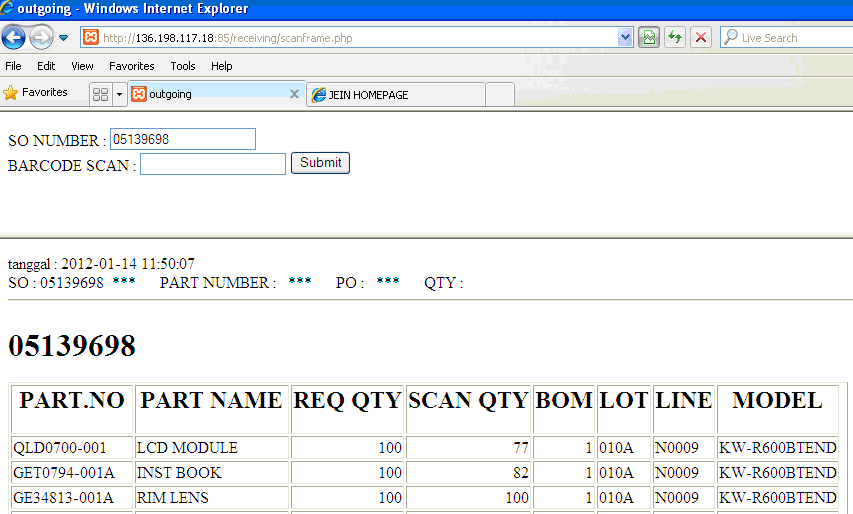 outgoing - Windows Internet Explorer
http://136.198.117.18:85/receiving/scanframe.php
Live Search
File Edit View Favorites Tools Help
Favorites outgoing JEIN HOMEPAGE
SO NUMBER : 05139698
BARCODE SCAN : Submit
tanggal : 2012-01-14 11:50:07
SO : 05139698 *** PART NUMBER : *** PO : *** QTY :
05139698
PART.NO PART NAME REQ QTY SCAN QTY BOM LOT LINE MODEL
QLD0700-001 LCD MODULE 100 77 1 010A N0009 KW-R600BTEND
GET0794-001A INST BOOK 100 82 1 010A N0009 KW-R600BTEND
GE34813-001A RIM LENS 100 100 1 010A N0009 KW-R600BTEND